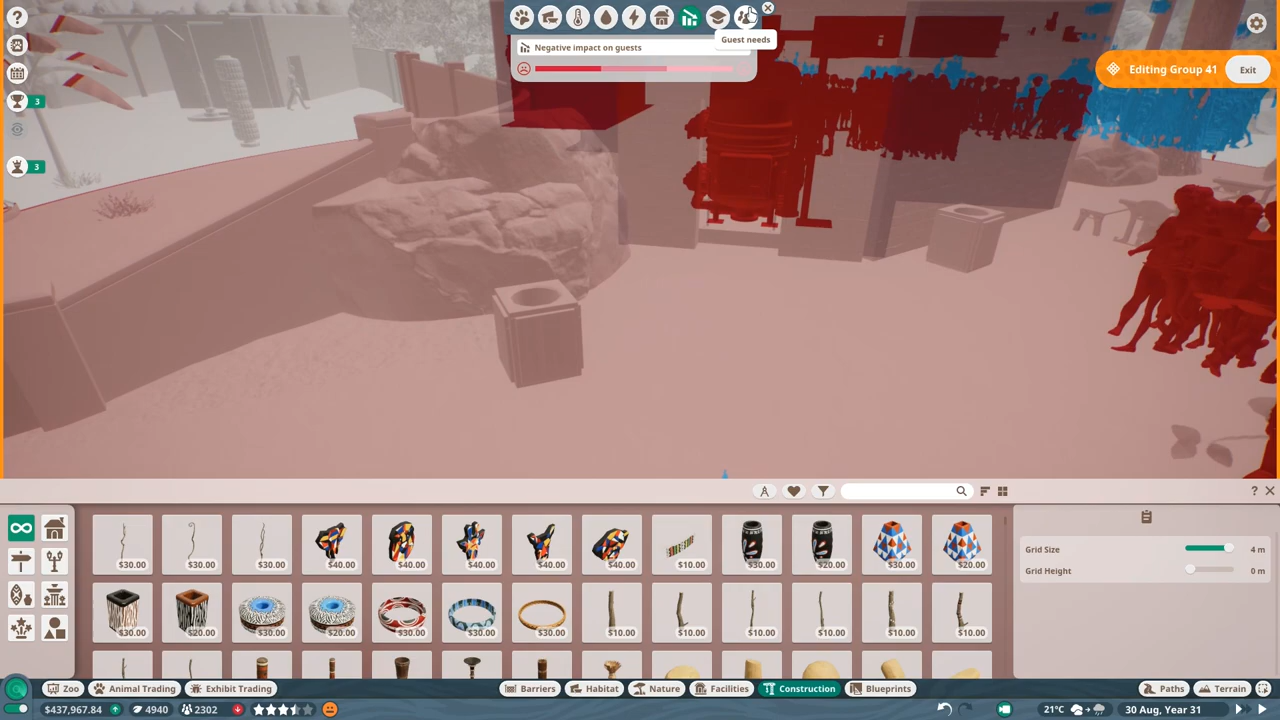 Guest needs
Negative impact on guests
Editing Group 41
Exit
3
3
$30.00 $30.00 $30.00 $40.00 $40.00 $40.00 $40.00 $40.00 $10.00 $30.00 $20.00 $30.00 $20.00
$30.00 $20.00 $30.00 $20.00 $30.00 $30.00 $10.00 $10.00 $10.00 $10.00 $10.00 $10.00 $10.00
Grid Size 4 m
Grid Height 0 m
Zoo Animal Trading Exhibit Trading Barriers Habitat Nature Facilities Construction Blueprints Paths Terrain
$437,967.84 4940 2302 21°C 30 Aug, Year 31